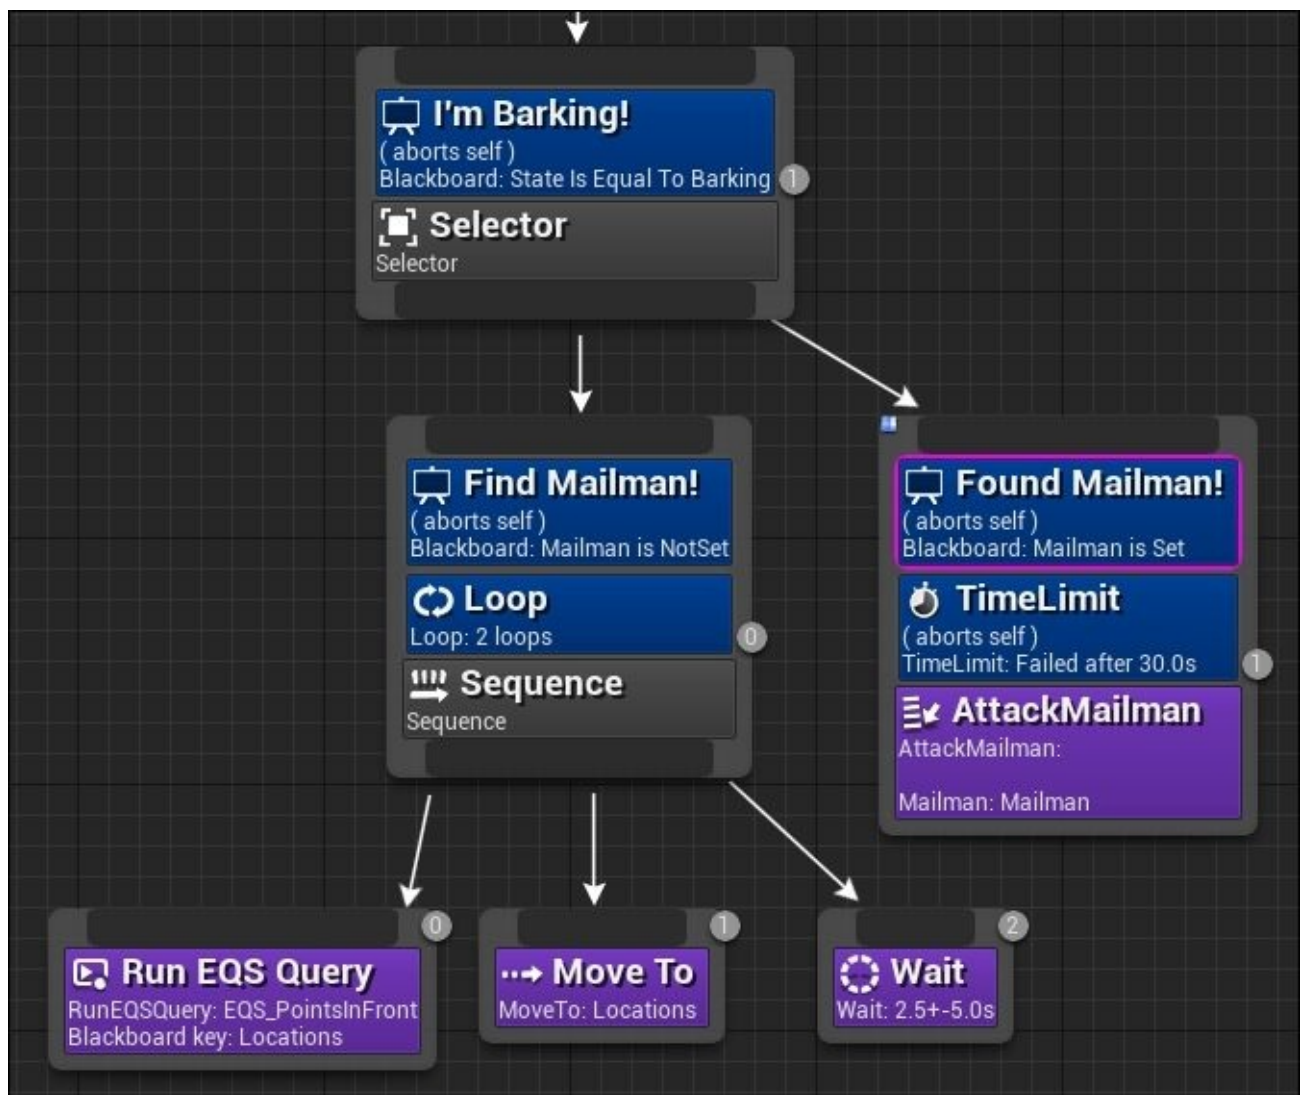 I'm Barking!
( aborts self )
Blackboard: State Is Equal To Barking
1
Selector
Selector
Find Mailman!
( aborts self )
Blackboard: Mailman is NotSet
Loop
Loop: 2 loops
0
Sequence
Sequence
Found Mailman!
( aborts self )
Blackboard: Mailman is Set
TimeLimit
( aborts self )
TimeLimit: Failed after 30.0s
1
AttackMailman
AttackMailman:
Mailman: Mailman
0
Run EQS Query
RunEQSQuery: EQS_PointsInFront
Blackboard key: Locations
1
Move To
MoveTo: Locations
2
Wait
Wait: 2.5+-5.0s